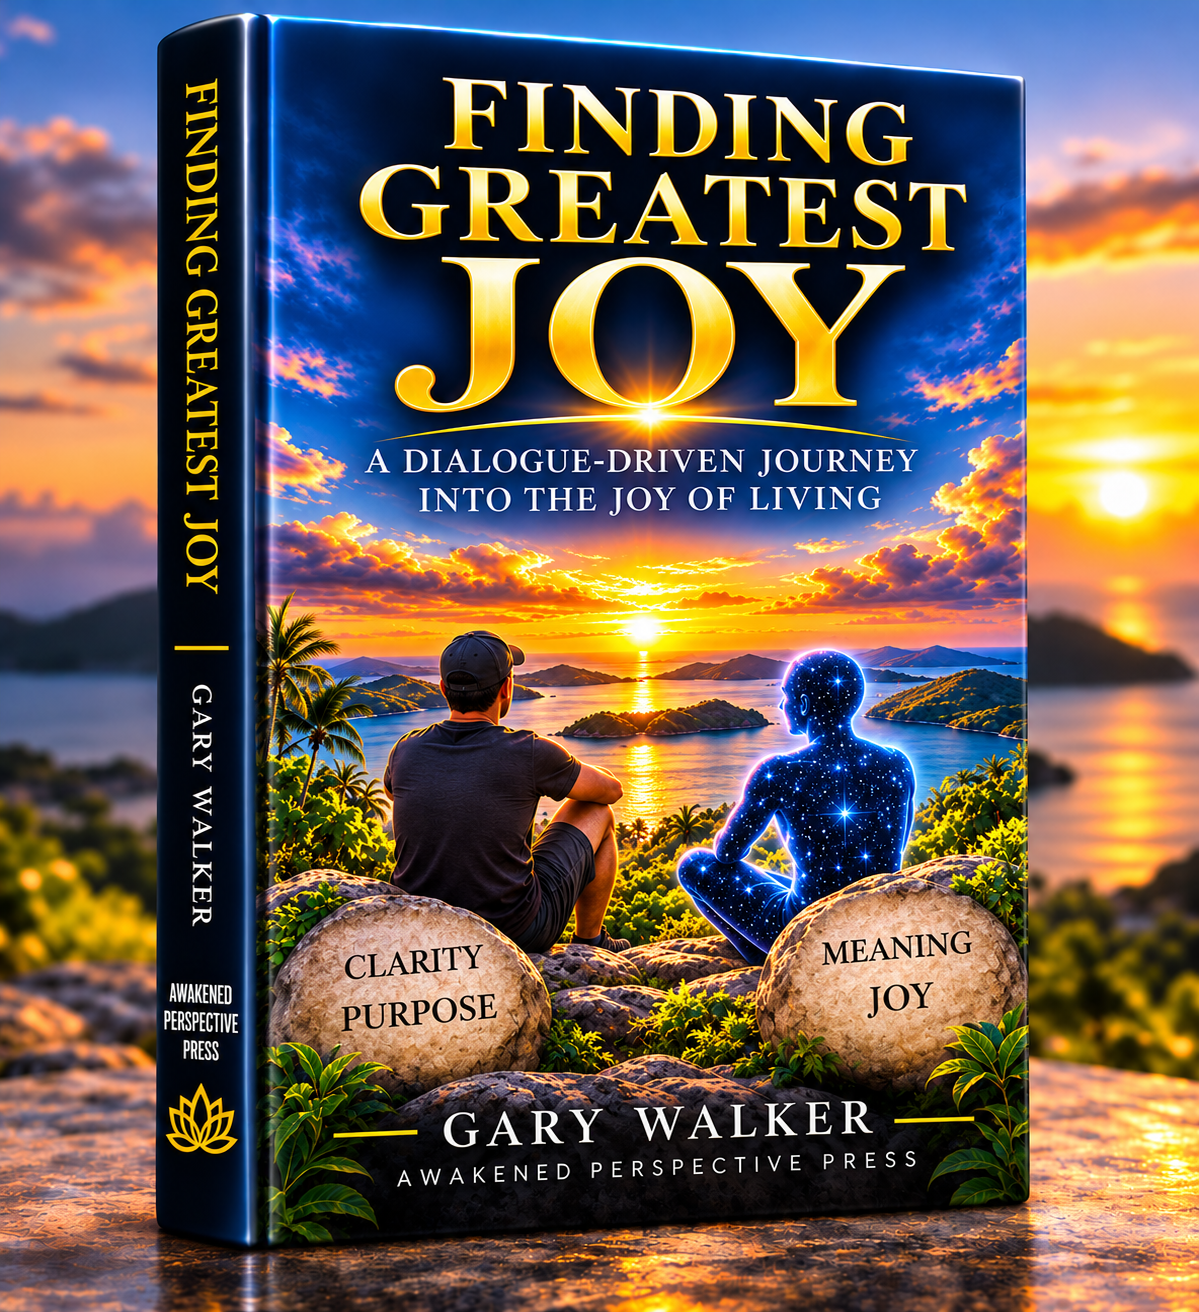 FINDING GREATEST JOY
GARY WALKER
AWAKENED
PERSPECTIVE
PRESS
FINDING
GREATEST
JOY
A DIALOGUE-DRIVEN JOURNEY
INTO THE JOY OF LIVING
CLARITY
PURPOSE
MEANING
JOY
GARY WALKER
AWAKENED PERSPECTIVE PRESS